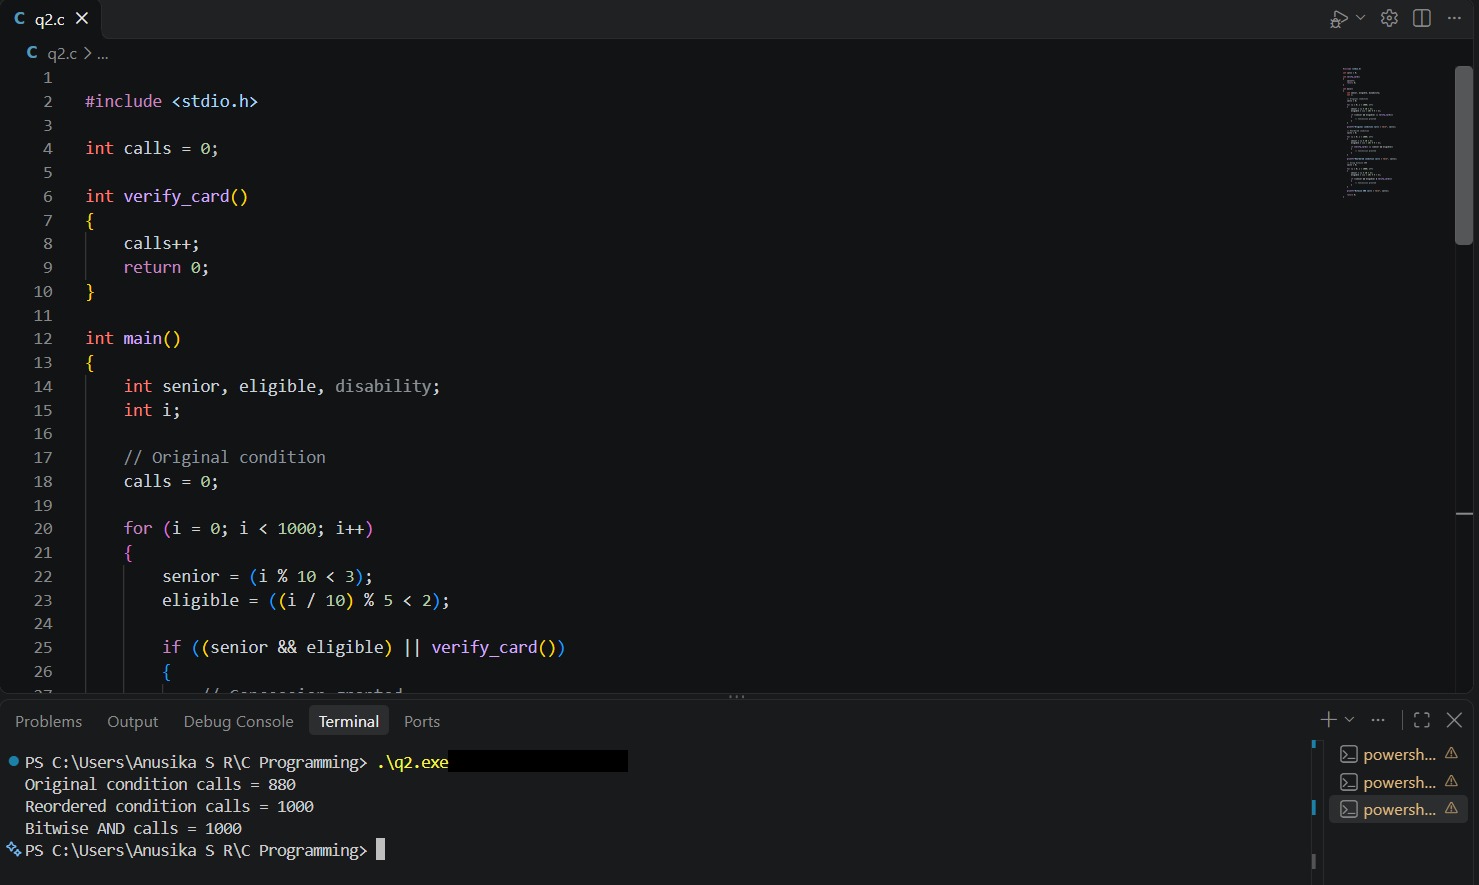 q2.c
q2.c > ...
1
2 #include <stdio.h>
3
4 int calls = 0;
5
6 int verify_card()
7 {
8 calls++;
9 return 0;
10 }
11
12 int main()
13 {
14 int senior, eligible, disability;
15 int i;
16
17 // Original condition
18 calls = 0;
19
20 for (i = 0; i < 1000; i++)
21 {
22 senior = (i % 10 < 3);
23 eligible = ((i / 10) % 5 < 2);
24
25 if ((senior && eligible) || verify_card())
26 {
27 // Concession granted
Problems Output Debug Console Terminal Ports
PS C:\Users\Anusika S R\C Programming> .\q2.exe
Original condition calls = 880
Reordered condition calls = 1000
Bitwise AND calls = 1000
PS C:\Users\Anusika S R\C Programming>
powersh...
powersh...
powersh...